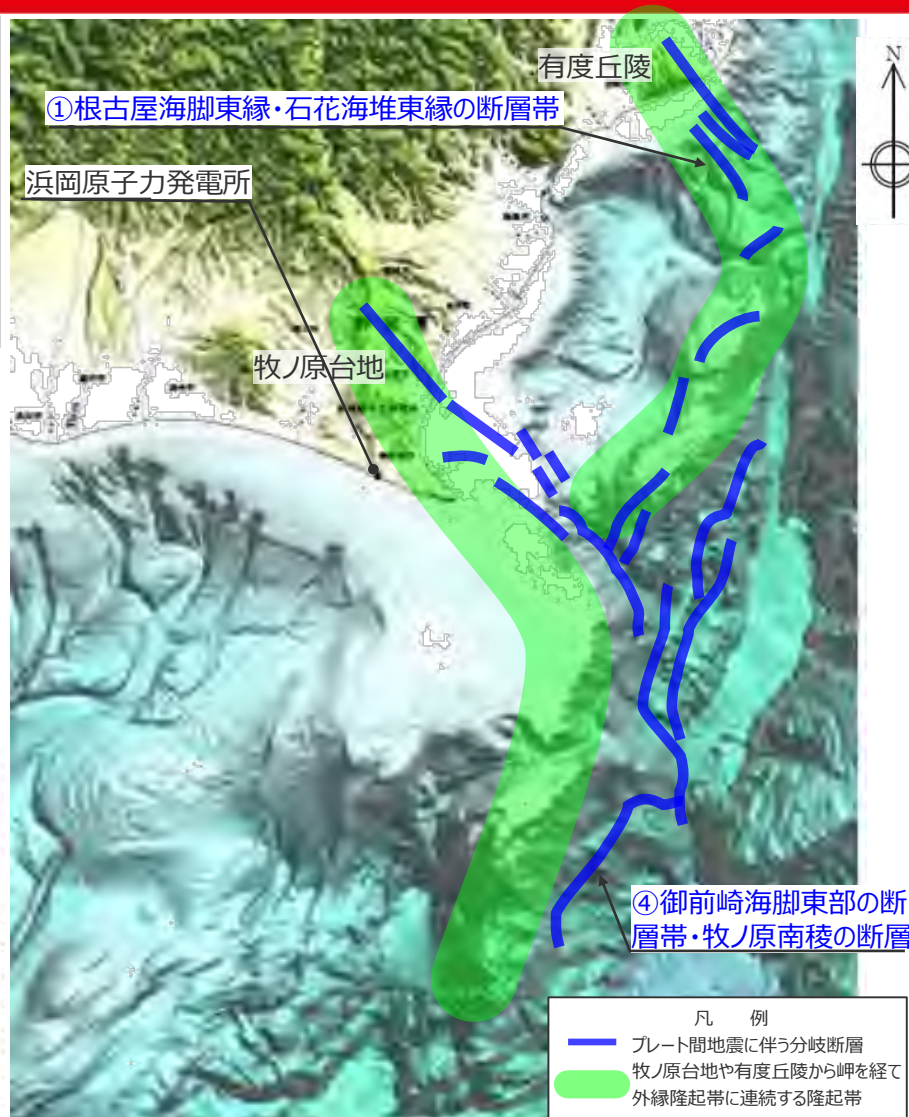 有度丘陵
①根古屋海脚東縁・石花海堆東縁の断層帯
N
浜岡原子力発電所
牧ノ原台地
④御前崎海脚東部の断
層帯・牧ノ原南稜の断層
凡 例
プレート間地震に伴う分岐断層
牧ノ原台地や有度丘陵から岬を経て
外縁隆起帯に連続する隆起帯